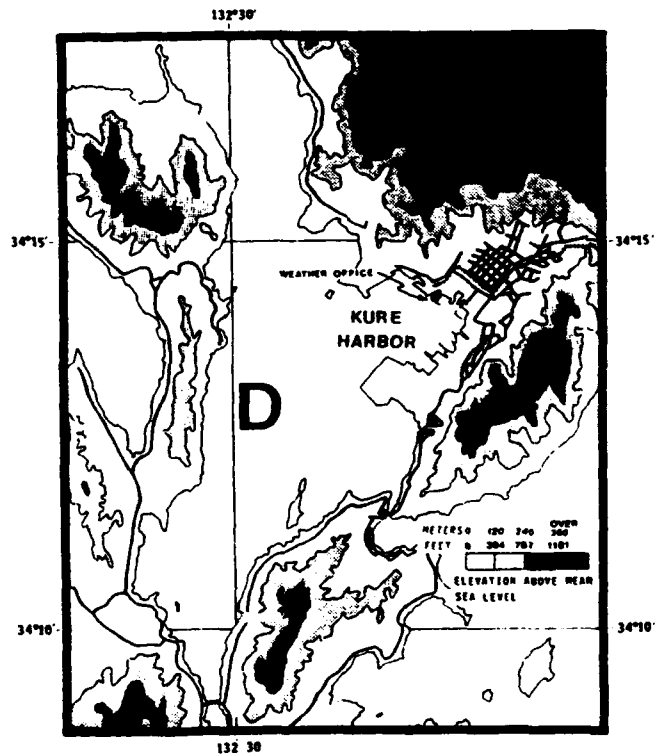 132°30'
34°15'
34°15'
WEATHER OFFICE
KURE
HARBOR
D
METERS 0 120 240 OVER 360
FEET 0 394 787 1181
ELEVATION ABOVE MEAN
SEA LEVEL
34°10'
34°10'
132 30